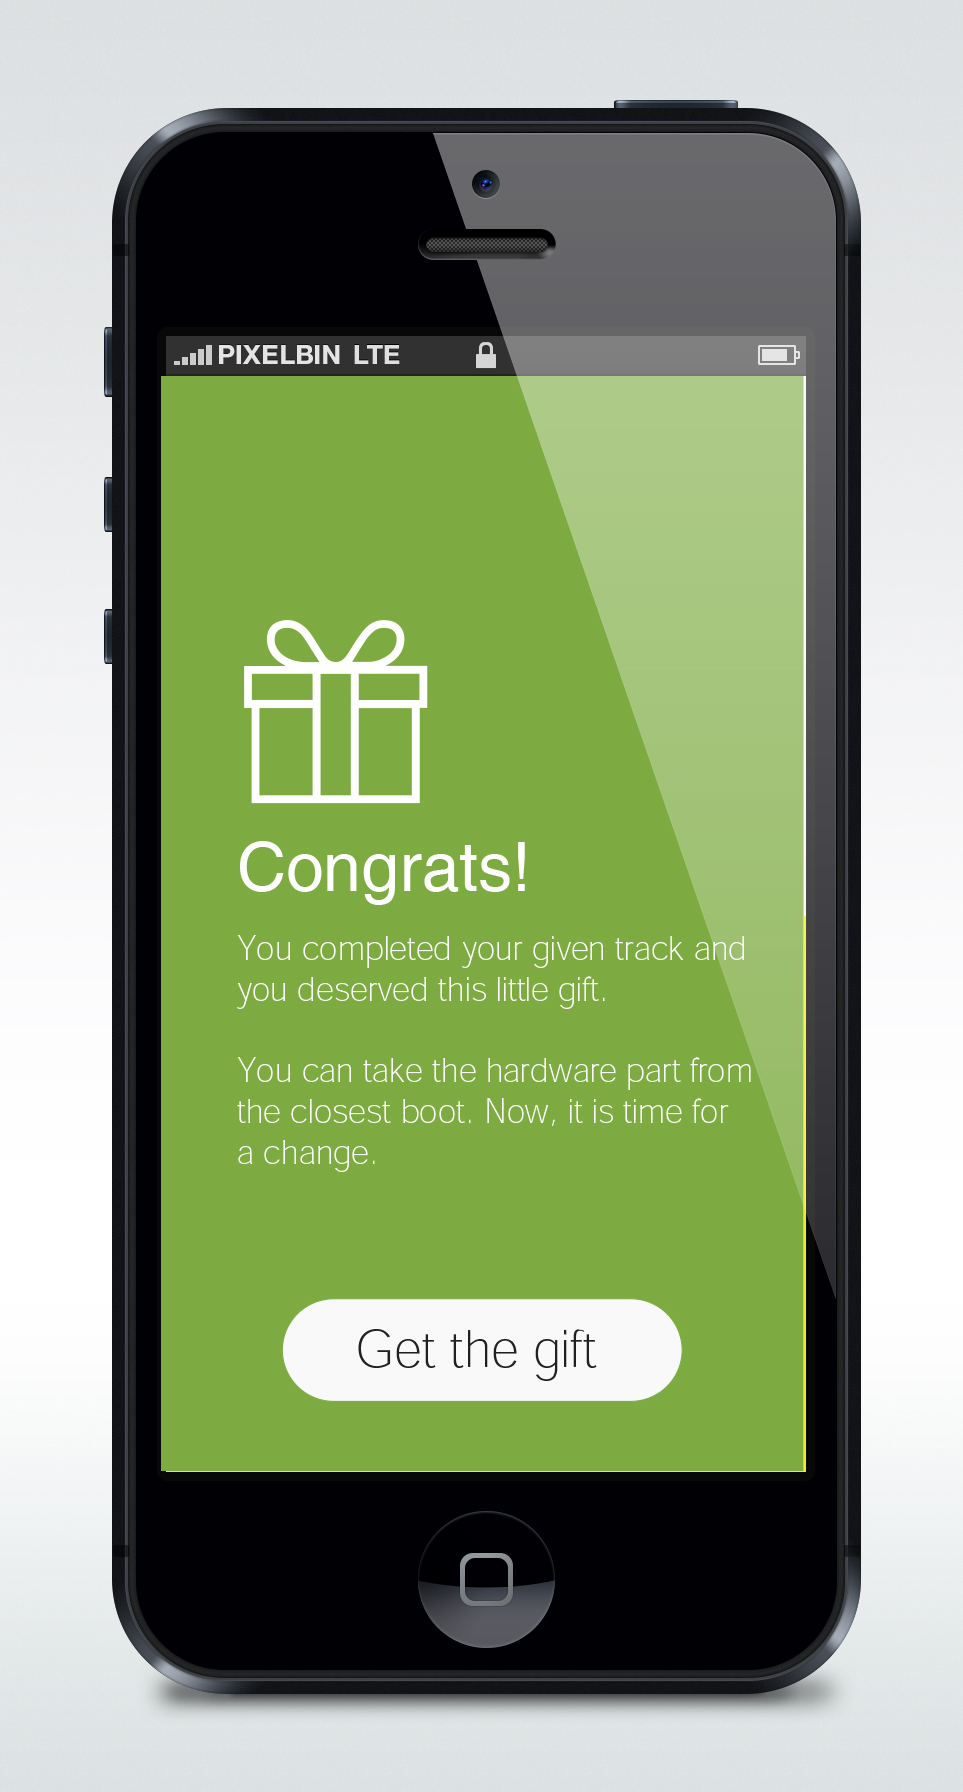 PIXELBIN LTE
Congrats!
You completed your given track and
you deserved this little gift.
You can take the hardware part from
the closest boot. Now, it is time for
a change.
Get the gift